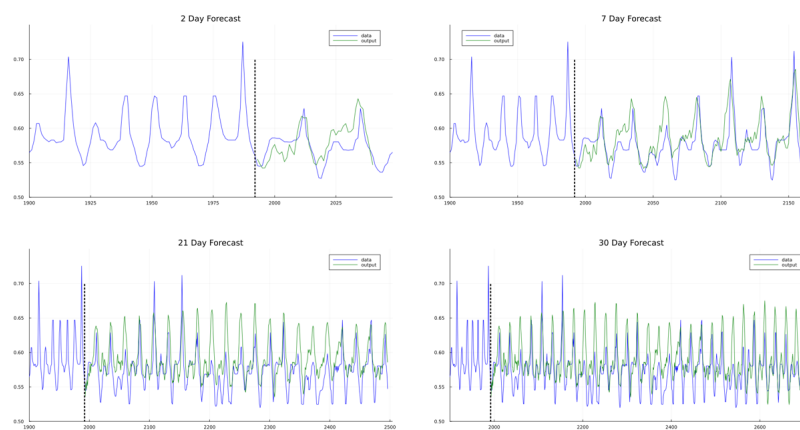 2 Day Forecast
data
output
0.70
0.65
0.60
0.55
0.50
1900 1925 1950 1975 2000 2025
7 Day Forecast
data
output
0.70
0.65
0.60
0.55
0.50
1900 1950 2000 2050 2100 2150
21 Day Forecast
data
output
0.70
0.65
0.60
0.55
0.50
1900 2000 2100 2200 2300 2400 2500
30 Day Forecast
data
output
0.70
0.65
0.60
0.55
0.50
2000 2200 2400 2600